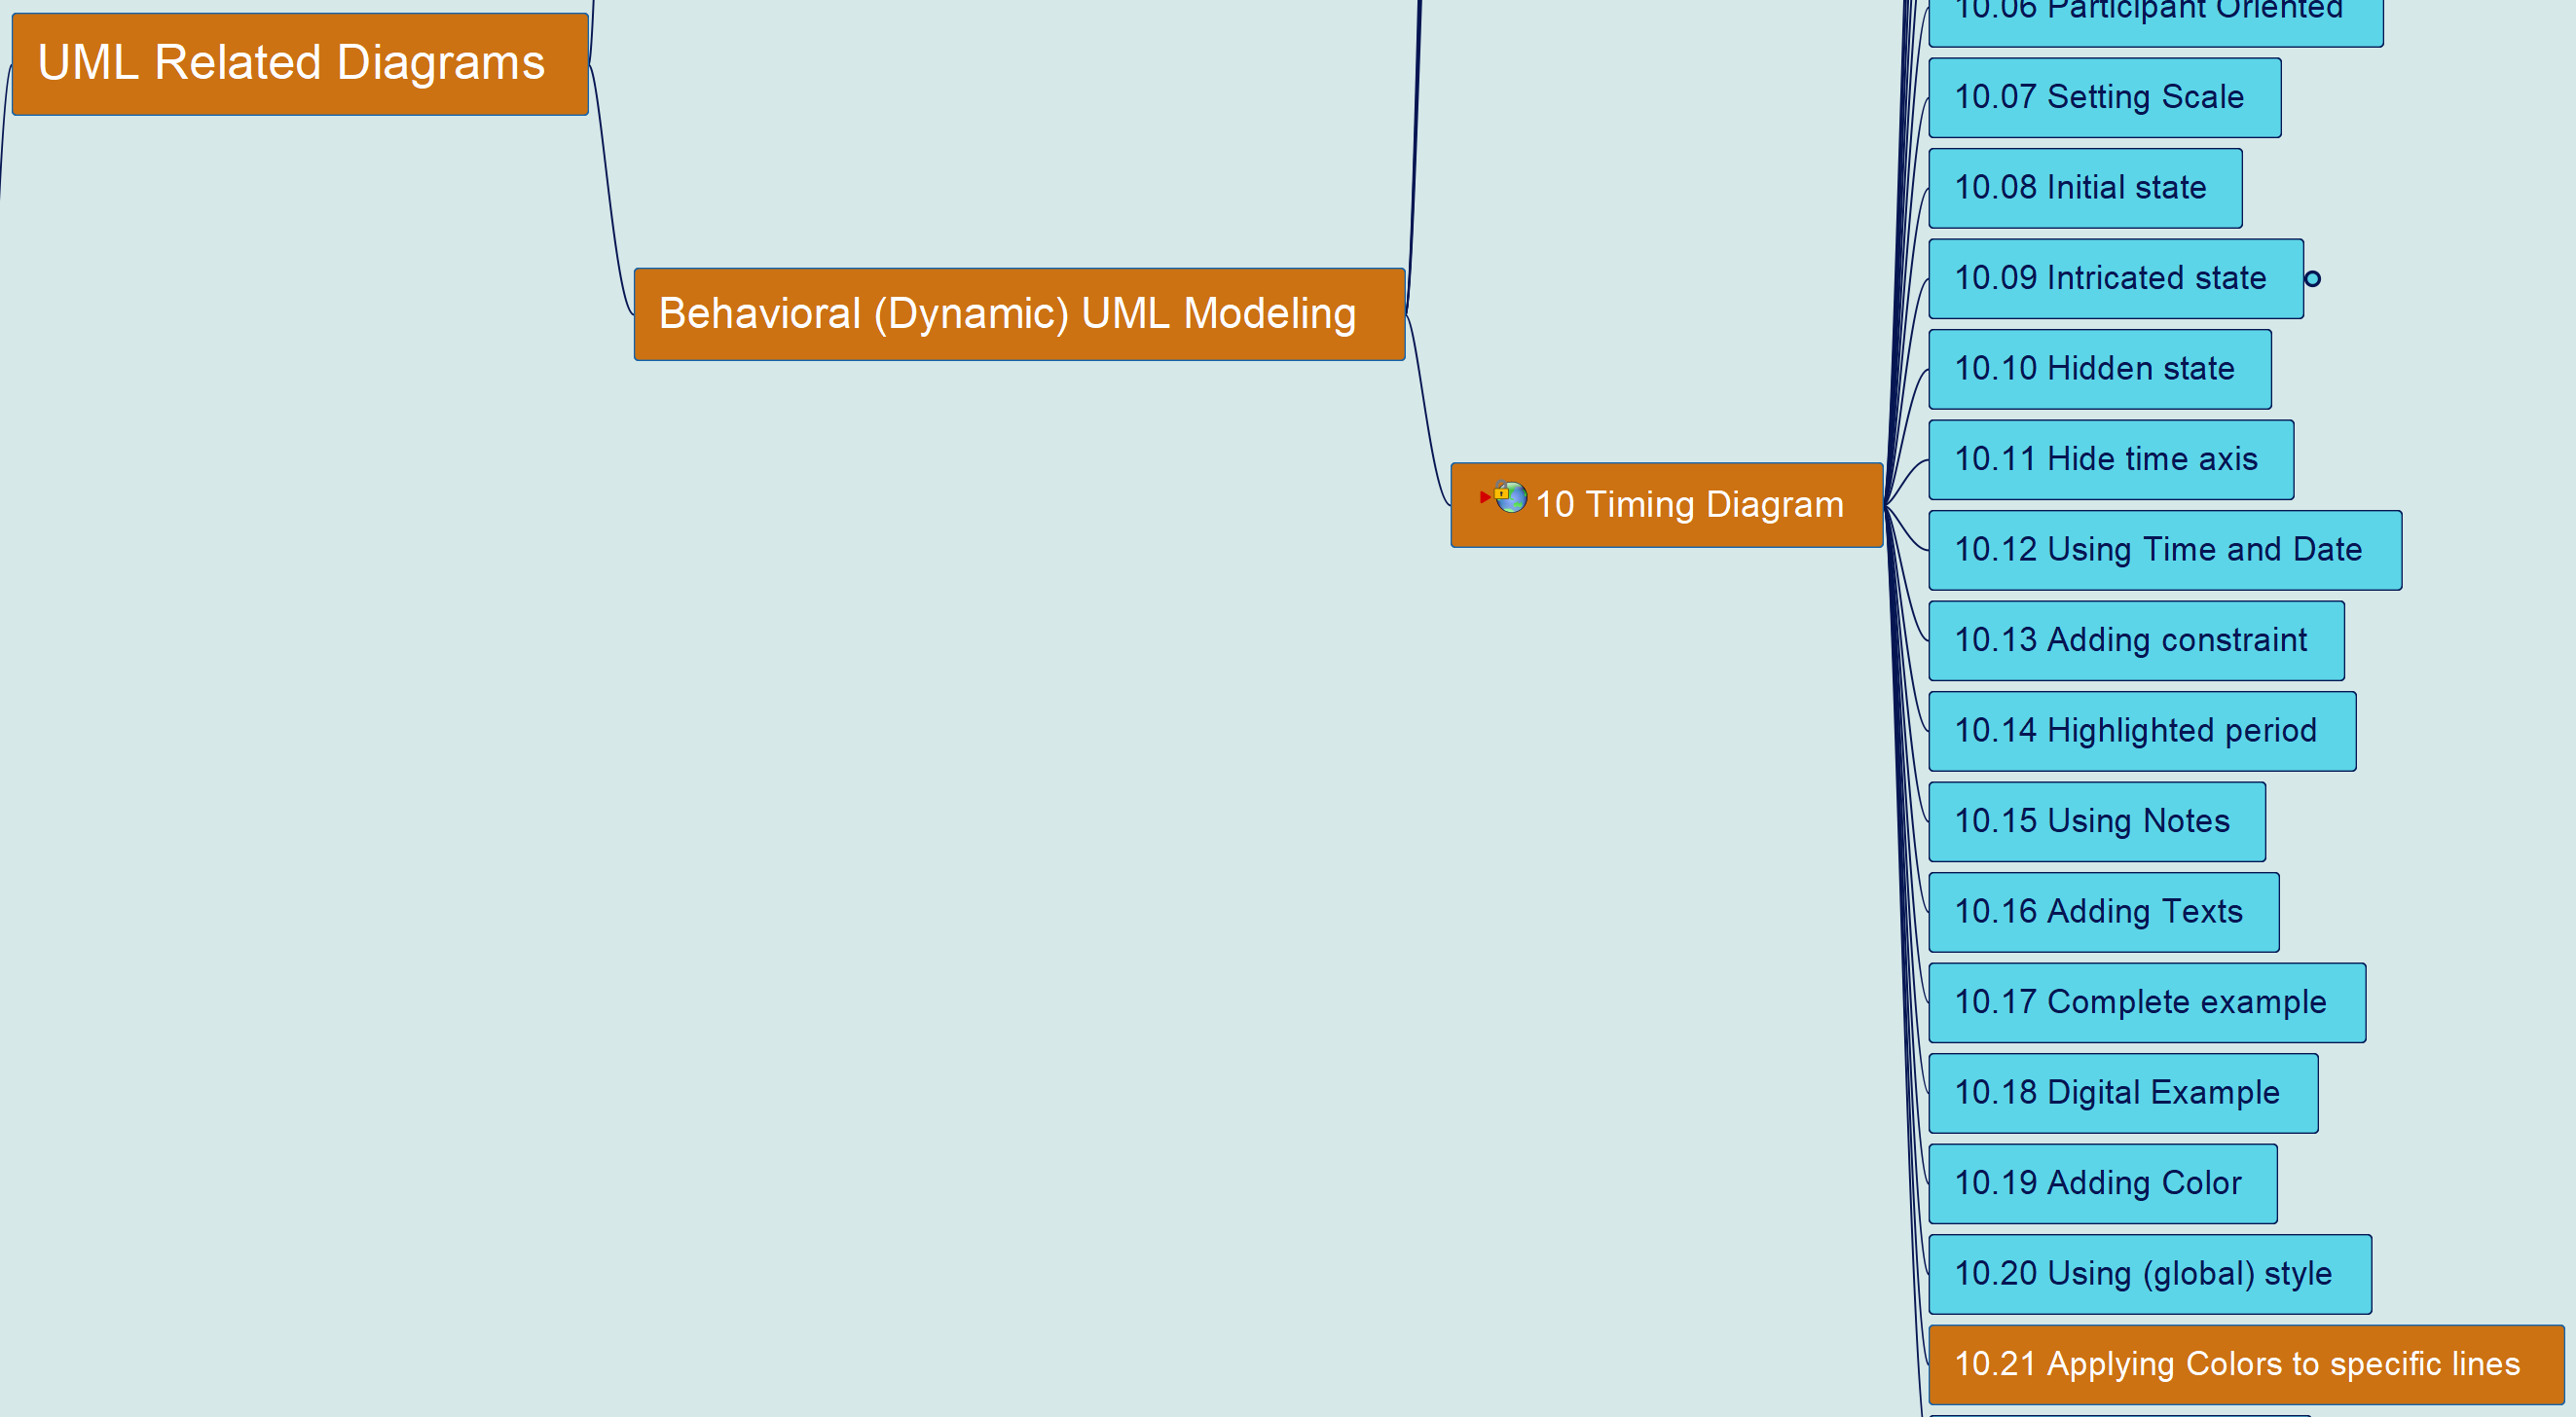 UML Related Diagrams
Behavioral (Dynamic) UML Modeling
10 Timing Diagram
10.06 Participant Oriented
10.07 Setting Scale
10.08 Initial state
10.09 Intricated state
10.10 Hidden state
10.11 Hide time axis
10.12 Using Time and Date
10.13 Adding constraint
10.14 Highlighted period
10.15 Using Notes
10.16 Adding Texts
10.17 Complete example
10.18 Digital Example
10.19 Adding Color
10.20 Using (global) style
10.21 Applying Colors to specific lines